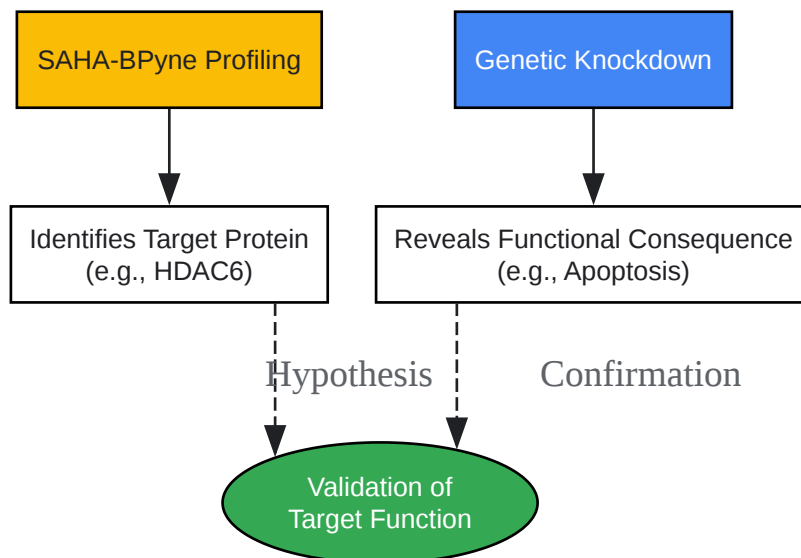 SAHA-BPyne Profiling
Genetic Knockdown
Identifies Target Protein
(e.g., HDAC6)
Reveals Functional Consequence
(e.g., Apoptosis)
Hypothesis
Confirmation
Validation of
Target Function